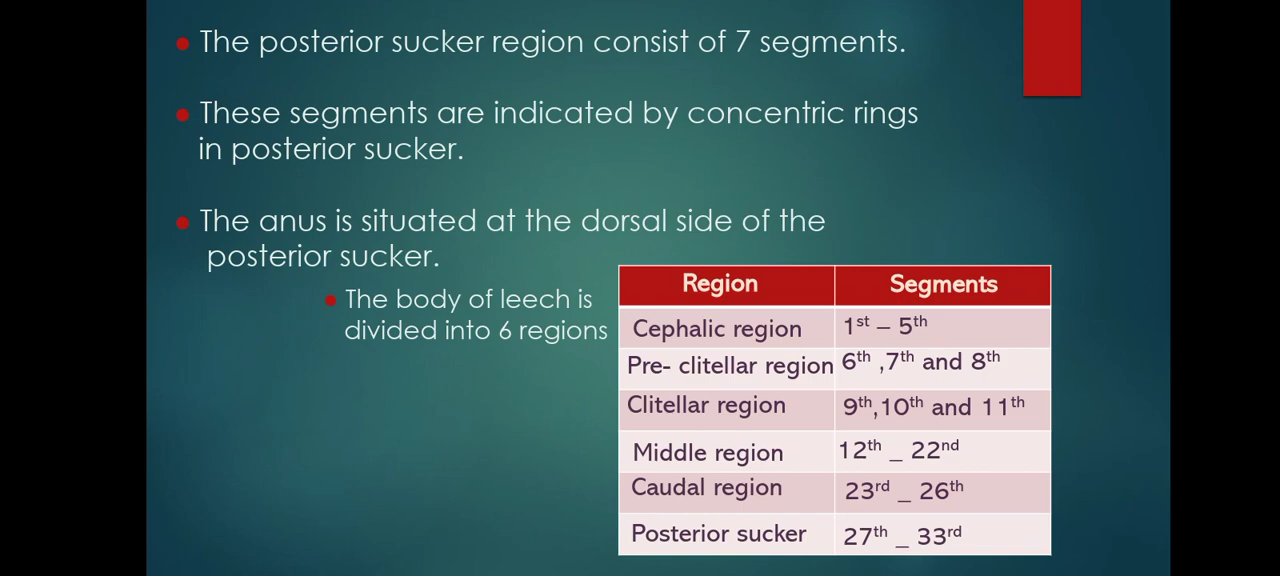 The posterior sucker region consist of 7 segments.
These segments are indicated by concentric rings
in posterior sucker.
The anus is situated at the dorsal side of the
posterior sucker.
The body of leech is
divided into 6 regions
Region Segments
Cephalic region 1st – 5th
Pre- clitellar region 6th ,7th and 8th
Clitellar region 9th,10th and 11th
Middle region 12th _ 22nd
Caudal region 23rd _ 26th
Posterior sucker 27th _ 33rd